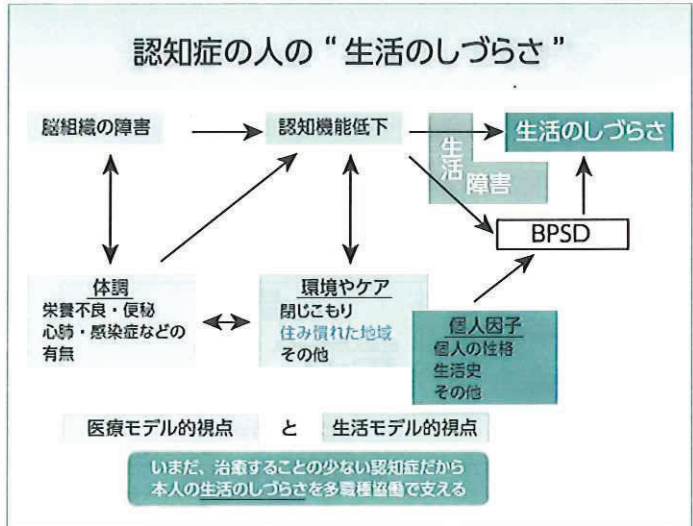 認知症の人の “生活のしづらさ”
脳組織の障害
認知機能低下
生活障害
生活のしづらさ
BPSD
体調
栄養不良・便秘
心肺・感染症などの
有無
環境やケア
閉じこもり
住み慣れた地域
その他
個人因子
個人の性格
生活史
その他
医療モデル的視点 と 生活モデル的視点
いまだ、治癒することの少ない認知症だから
本人の生活のしづらさを多職種協働で支える